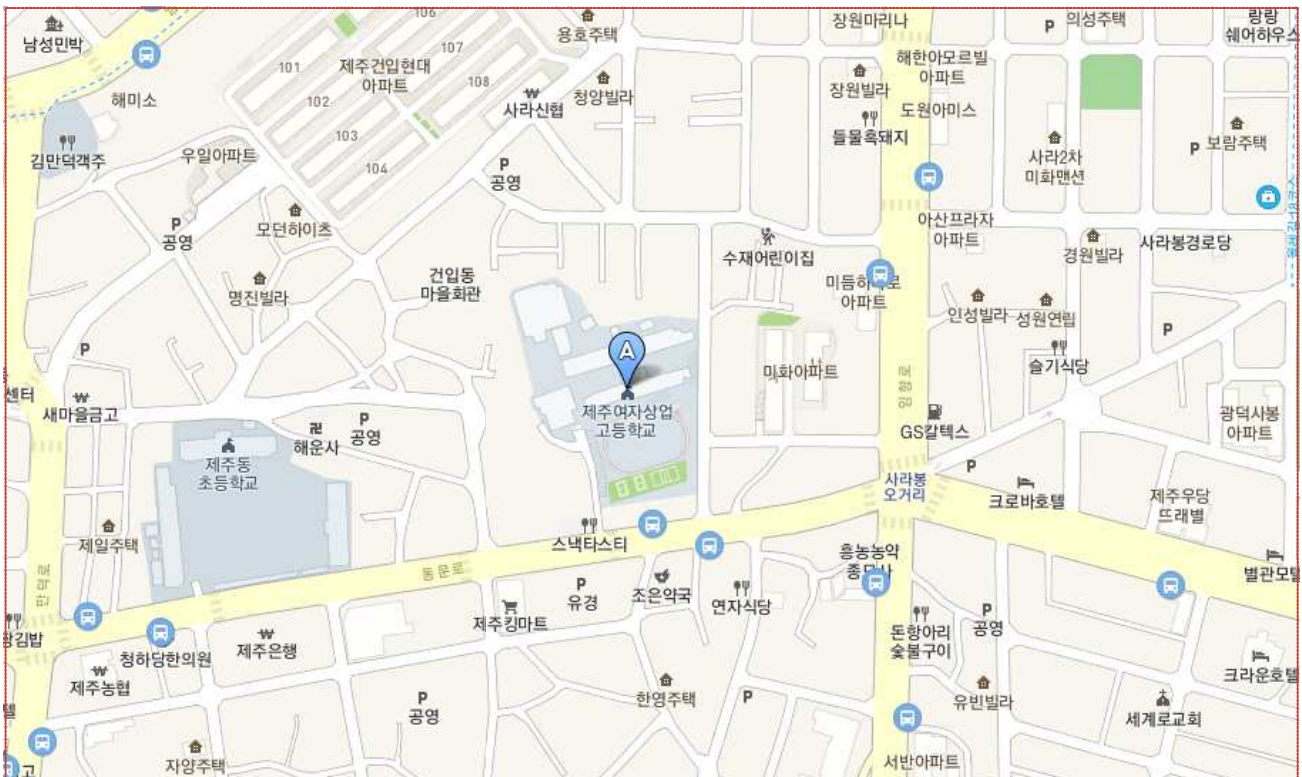 106
장원마리나
의성주택
랑랑
쉐어하우스
남성민박
용호주택
107
101
제주건입현대
아파트
해한아모르빌
아파트
108
해미소
102
사라신협
청양빌라
장원빌라
도원아미스
103
들물흑돼지
보람주택
김만덕객주
우일아파트
104
사라2차
미화맨션
공영
모던하이츠
공영
아산프라자
아파트
사라봉경로당
수재어린이집
경원빌라
건입동
마을회관
명진빌라
아파트
인성빌라
성원연립
A
미화아파트
슬기식당
임항로
센터
새마을금고
제주여자상업
고등학교
광덕사봉
아파트
해운사
공영
GS칼텍스
제주동
초등학교
사라봉
오거리
크로바호텔
제주우당
뜨래별
제일주택
스낵타스티
흥농농약
동문로
별관모텔
만덕로
유경
조은약국
연자식당
제주킹마트
공영
돈항아리
숯불구이
청하당한의원
제주은행
제주농협
한영주택
크라운호텔
공영
유빈빌라
세계로교회
자양주택
서반아파트